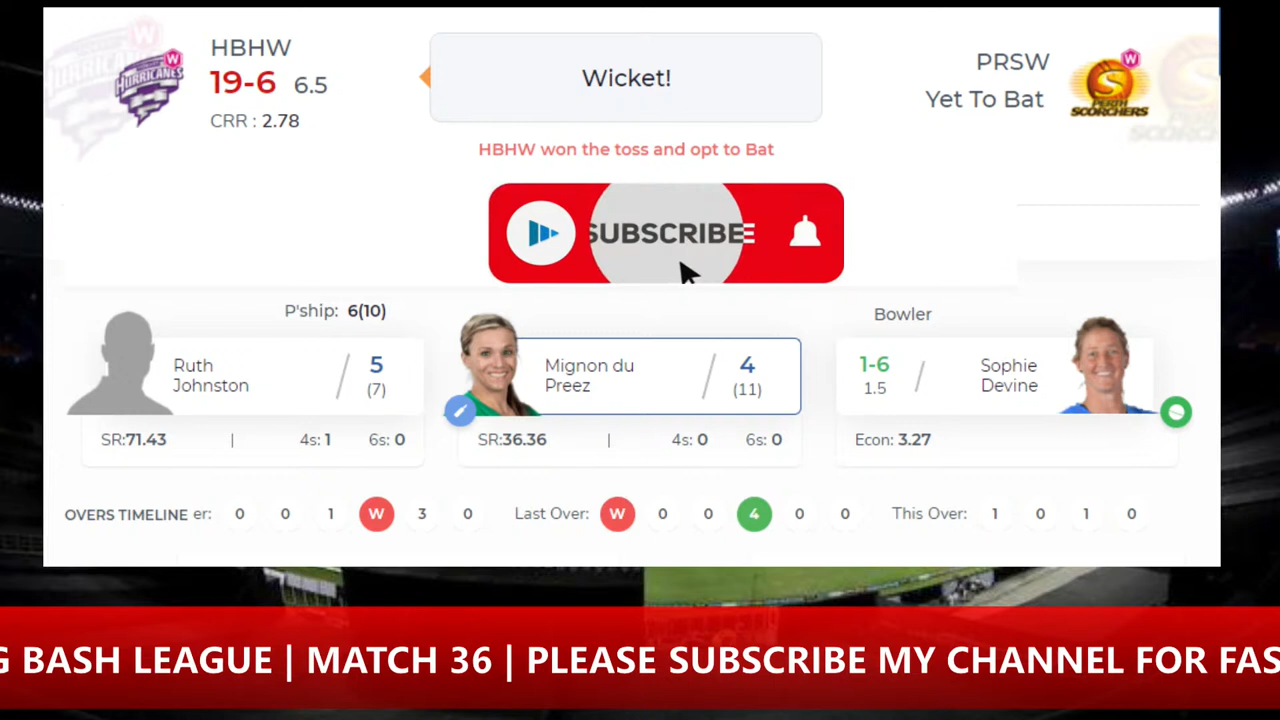 HBHW
19-6 6.5
CRR : 2.78
HURRICANES
W
Wicket!
HBHW won the toss and opt to Bat
PRSW
Yet To Bat
W
PERTH
SCORCHERS
SUBSCRIBE
P'ship: 6(10)
Bowler
Ruth
Johnston
5
(7)
Mignon du
Preez
4
(11)
1-6
1.5
Sophie
Devine
SR:71.43 | 4s: 1 6s: 0
SR:36.36 | 4s: 0 6s: 0
Econ: 3.27
OVERS TIMELINE er: 0 0 1 W 3 0 Last Over: W 0 0 4 0 0 This Over: 1 0 1 0
G BASH LEAGUE | MATCH 36 | PLEASE SUBSCRIBE MY CHANNEL FOR FAS